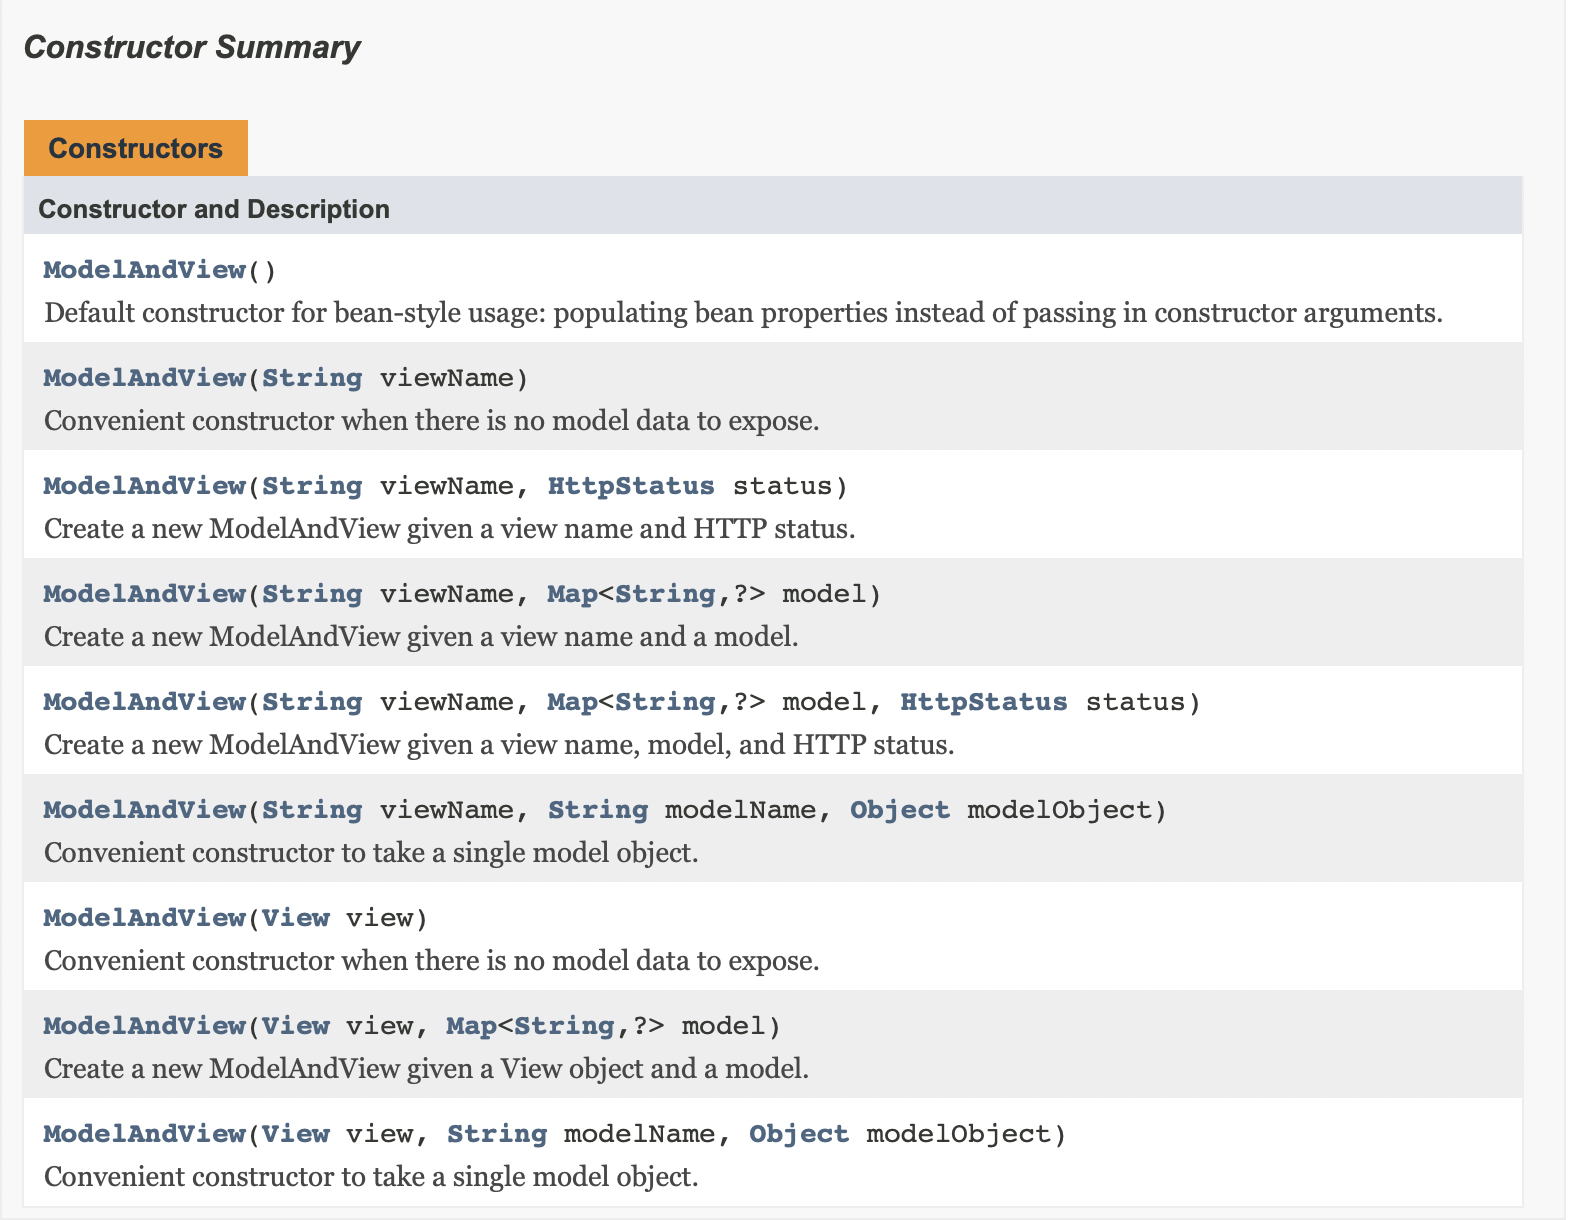 Constructor Summary
Constructors
Constructor and Description
ModelAndView()
Default constructor for bean-style usage: populating bean properties instead of passing in constructor arguments.
ModelAndView(String viewName)
Convenient constructor when there is no model data to expose.
ModelAndView(String viewName, HttpStatus status)
Create a new ModelAndView given a view name and HTTP status.
ModelAndView(String viewName, Map<String,?> model)
Create a new ModelAndView given a view name and a model.
ModelAndView(String viewName, Map<String,?> model, HttpStatus status)
Create a new ModelAndView given a view name, model, and HTTP status.
ModelAndView(String viewName, String modelName, Object modelObject)
Convenient constructor to take a single model object.
ModelAndView(View view)
Convenient constructor when there is no model data to expose.
ModelAndView(View view, Map<String,?> model)
Create a new ModelAndView given a View object and a model.
ModelAndView(View view, String modelName, Object modelObject)
Convenient constructor to take a single model object.